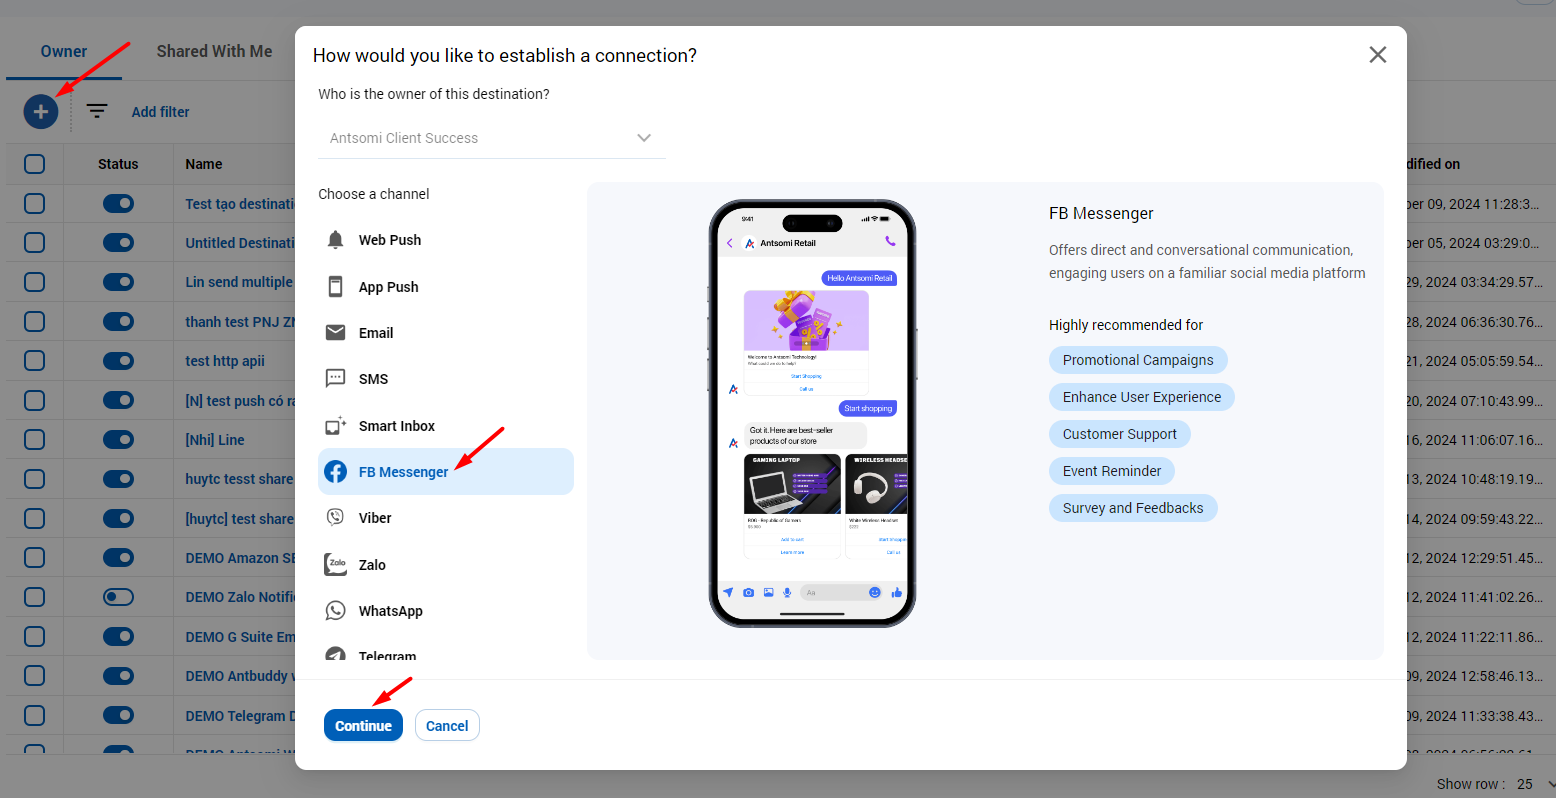 Owner
Shared With Me
Add filter
Status
Name
Test tạo destinati
Untitled Destinati
Lin send multiple
thanh test PNJ ZN
test http apii
[N] test push có ra
[Nhi] Line
huytc tesst share
[huytc] test share
DEMO Amazon SE
DEMO Zalo Notifi
DEMO G Suite Em
DEMO Antbuddy w
DEMO Telegram D
How would you like to establish a connection?
Who is the owner of this destination?
Antsomi Client Success
Choose a channel
Web Push
App Push
Email
SMS
Smart Inbox
FB Messenger
Viber
Zalo
Zalo
WhatsApp
Telegram
Continue
Cancel
9:41
Antsomi Retail
Hello Antsomi Retail
Welcome to Antsomi Technology!
What could we do to help?
Start Shopping
Call us
Start shopping
Got it. Here are best-seller
products of our store
GAMING LAPTOP
WIRELESS HEADSE
ROG - Republic of Gamers
White Wireless Headset
Add to cart
Start shoppin
Learn more
Call us
Aa
FB Messenger
Offers direct and conversational communication,
engaging users on a familiar social media platform
Highly recommended for
Promotional Campaigns
Enhance User Experience
Customer Support
Event Reminder
Survey and Feedbacks
dified on
ber 09, 2024 11:28:3...
ber 05, 2024 03:29:0...
29, 2024 03:34:29.57...
28, 2024 06:36:30.76...
21, 2024 05:05:59.54...
20, 2024 07:10:43.99...
16, 2024 11:06:07.16...
13, 2024 10:48:19.19...
14, 2024 09:59:43.22...
12, 2024 12:29:51.45...
12, 2024 11:41:02.26...
12, 2024 11:22:11.86...
09, 2024 12:58:46.13...
09, 2024 11:33:38.43...
Show row : 25